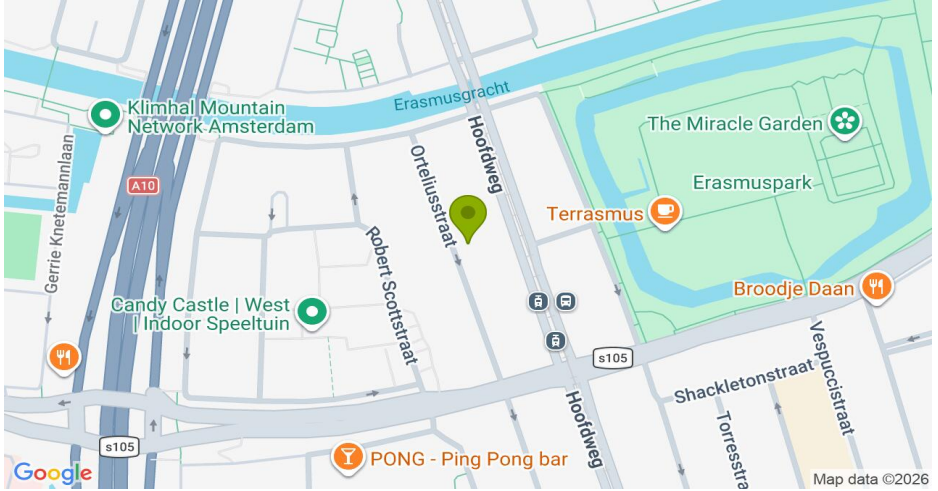 Erasmusgracht
Klimhal Mountain
Network Amsterdam
Hoofdweg
The Miracle Garden
Gerrie Knetemannlaan
A10
Orteliusstraat
Erasmuspark
Terrasmus
Robert Scottstraat
Broodje Daan
Candy Castle | West
| Indoor Speeltuin
s105
Vespuccistraat
Shackletonstraat
Hoofdweg
Torresstra
s105
PONG - Ping Pong bar
Google
Map data ©2026